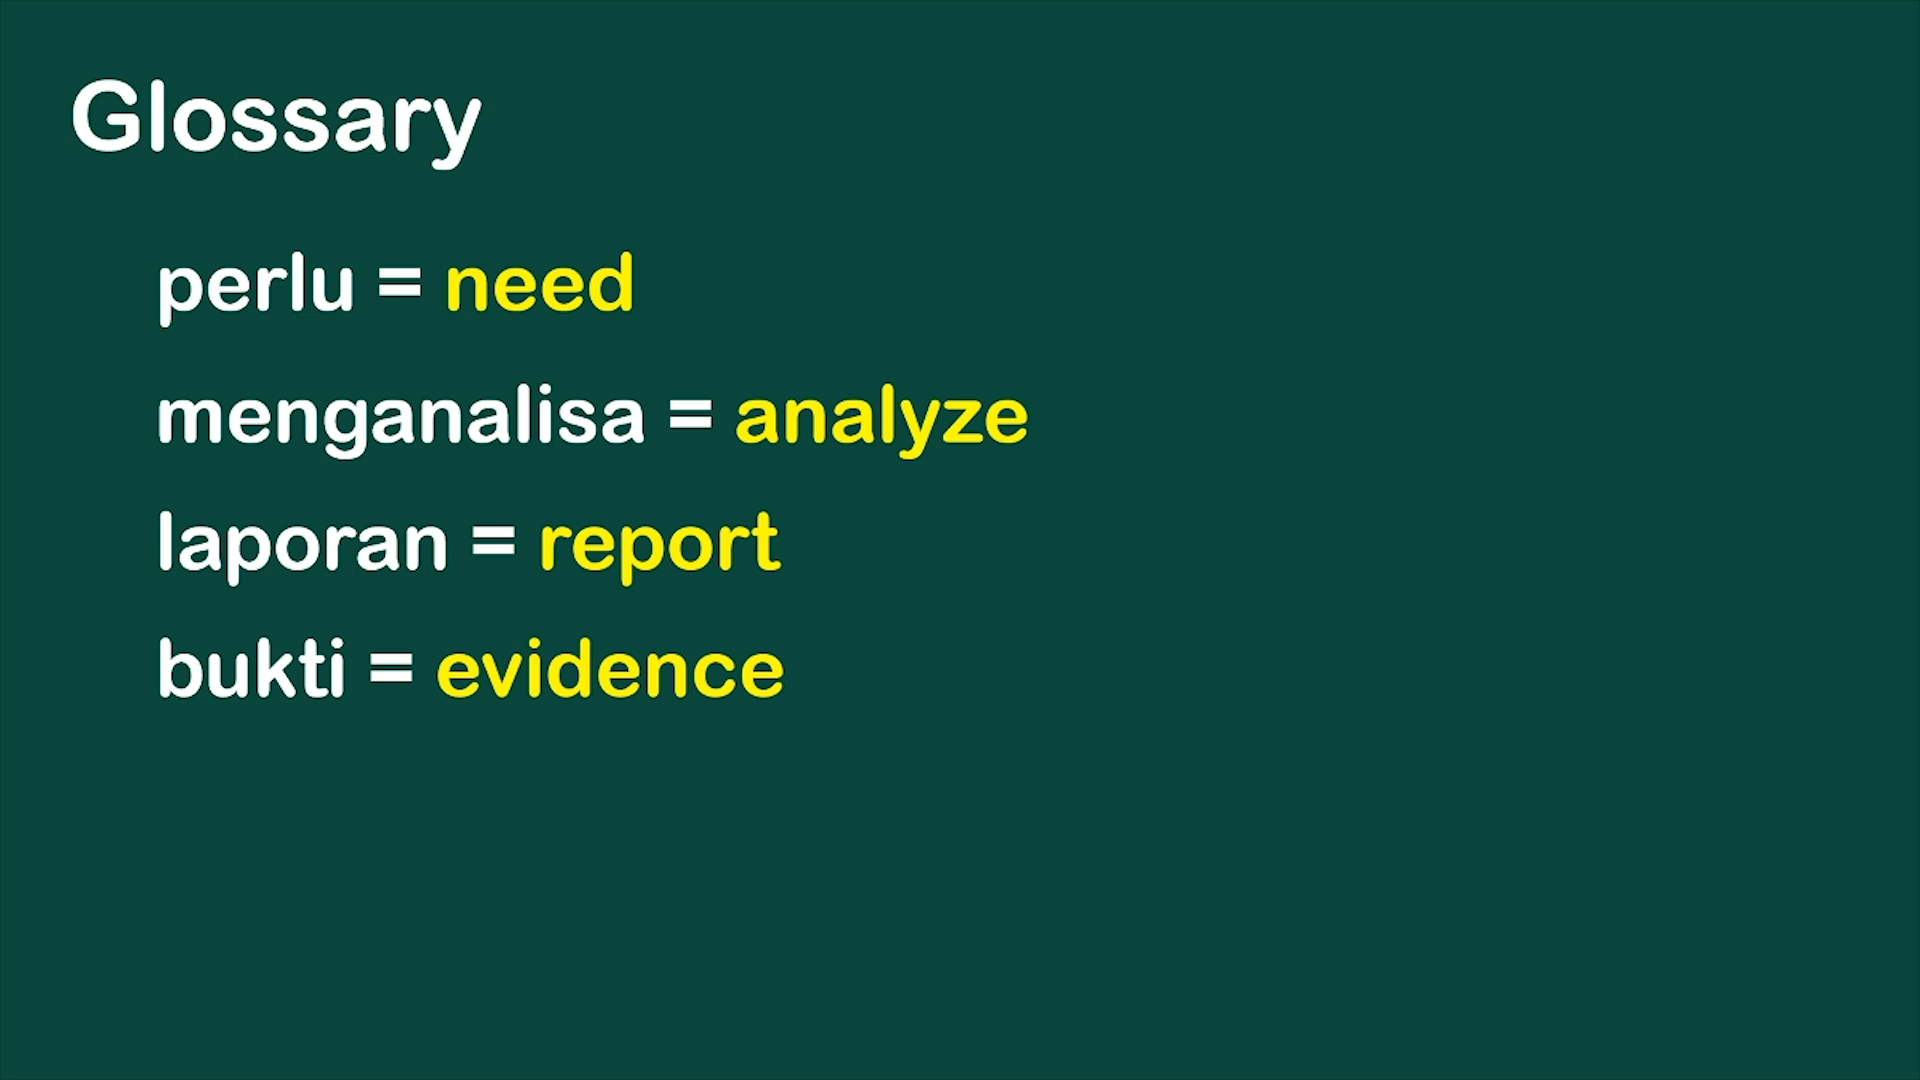 Glossary
perlu = need
menganalisa = analyze
laporan = report
bukti = evidence